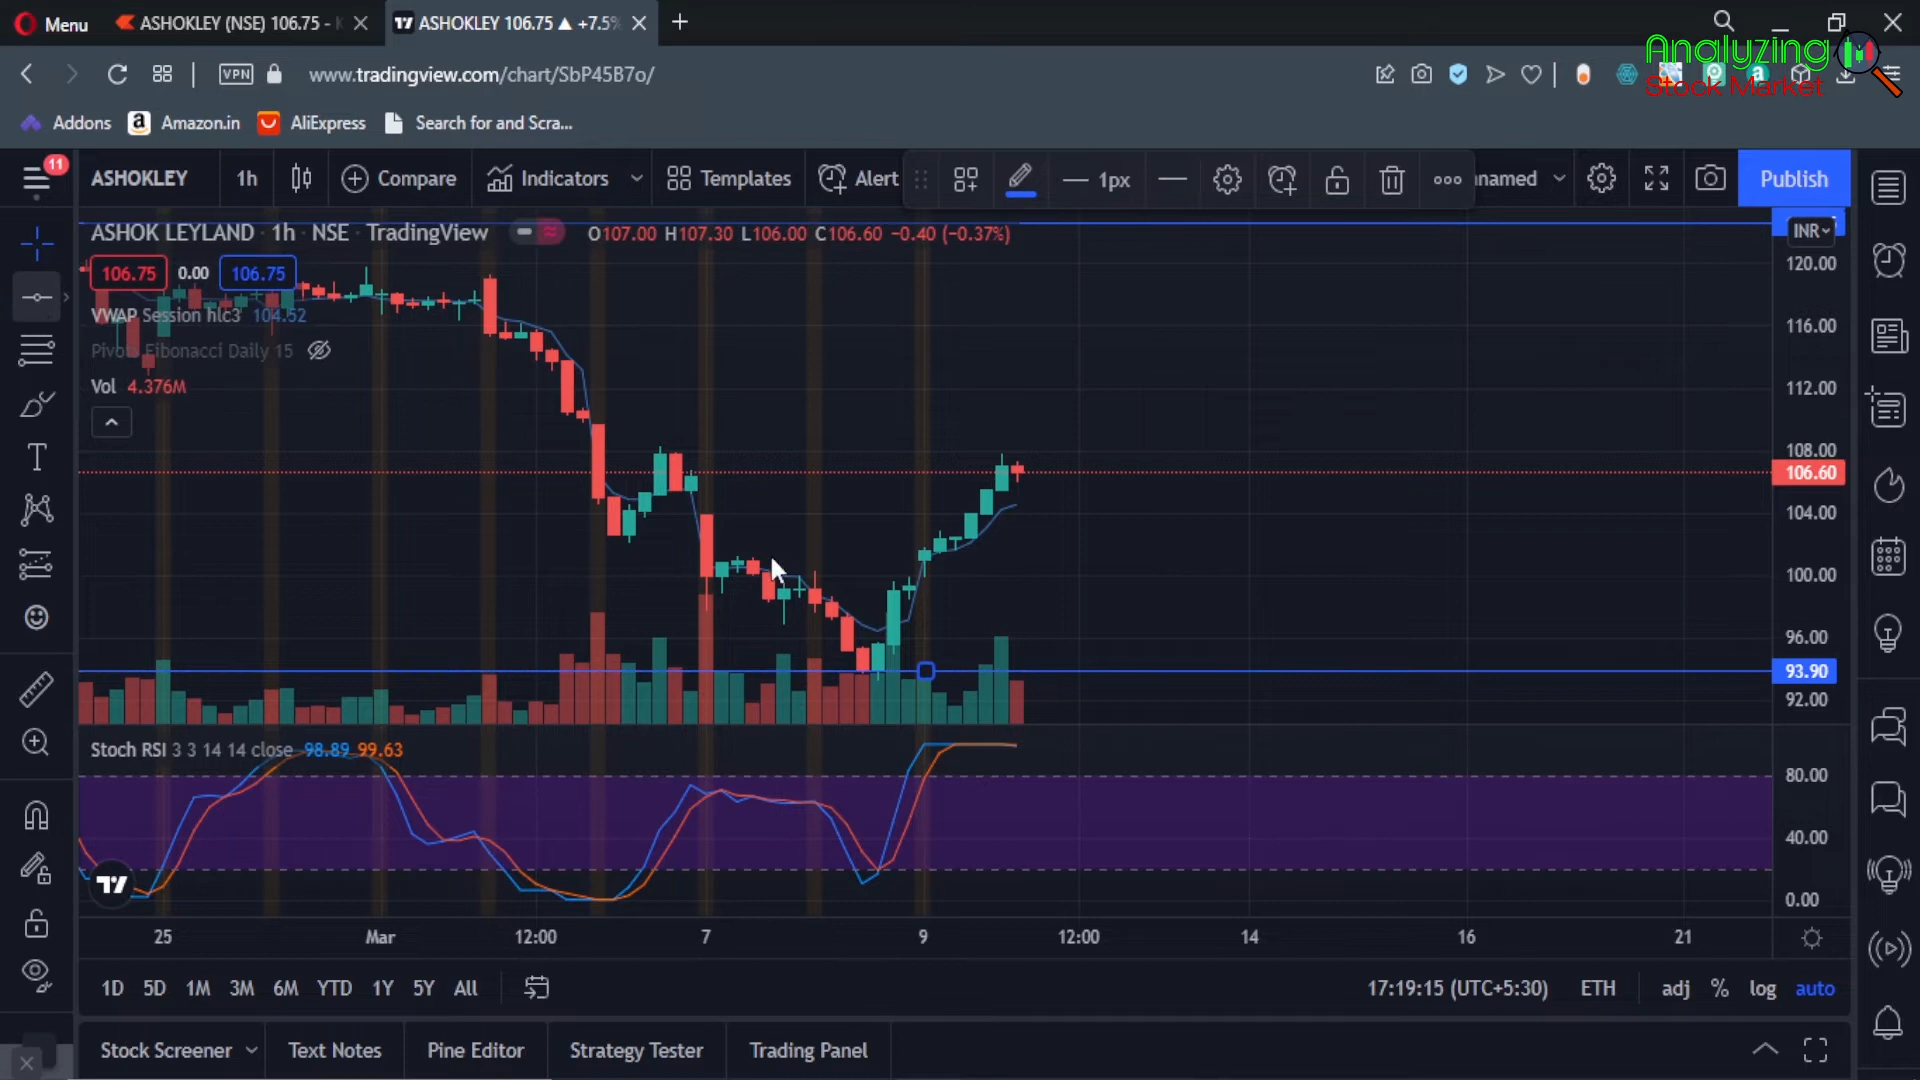 Menu
ASHOKLEY (NSE) 106.75 -
ASHOKLEY 106.75 ▲ +7.5%
Analyzing
Stock Market
VPN
www.tradingview.com/chart/SbP45B7o/
Addons
Amazon.in
AliExpress
Search for and Scra...
11
ASHOKLEY
1h
Compare
Indicators
Templates
Alert
1px
named
Publish
ASHOK LEYLAND · 1h · NSE TradingView
O107.00 H107.30 L106.00 C106.60 −0.40 (−0.37%)
INR
106.75
0.00
106.75
VWAP Session hlc3 104.52
Pivots Fibonacci Daily 15
Vol 4.376M
120.00
116.00
112.00
108.00
106.60
104.00
100.00
96.00
93.90
92.00
Stoch RSI 3 3 14 14 close 98.89 99.63
80.00
40.00
0.00
25
Mar
12:00
7
9
12:00
14
16
21
1D
5D
1M
3M
6M
YTD
1Y
5Y
All
17:19:15 (UTC+5:30)
ETH
adj
%
log
auto
Stock Screener
Text Notes
Pine Editor
Strategy Tester
Trading Panel